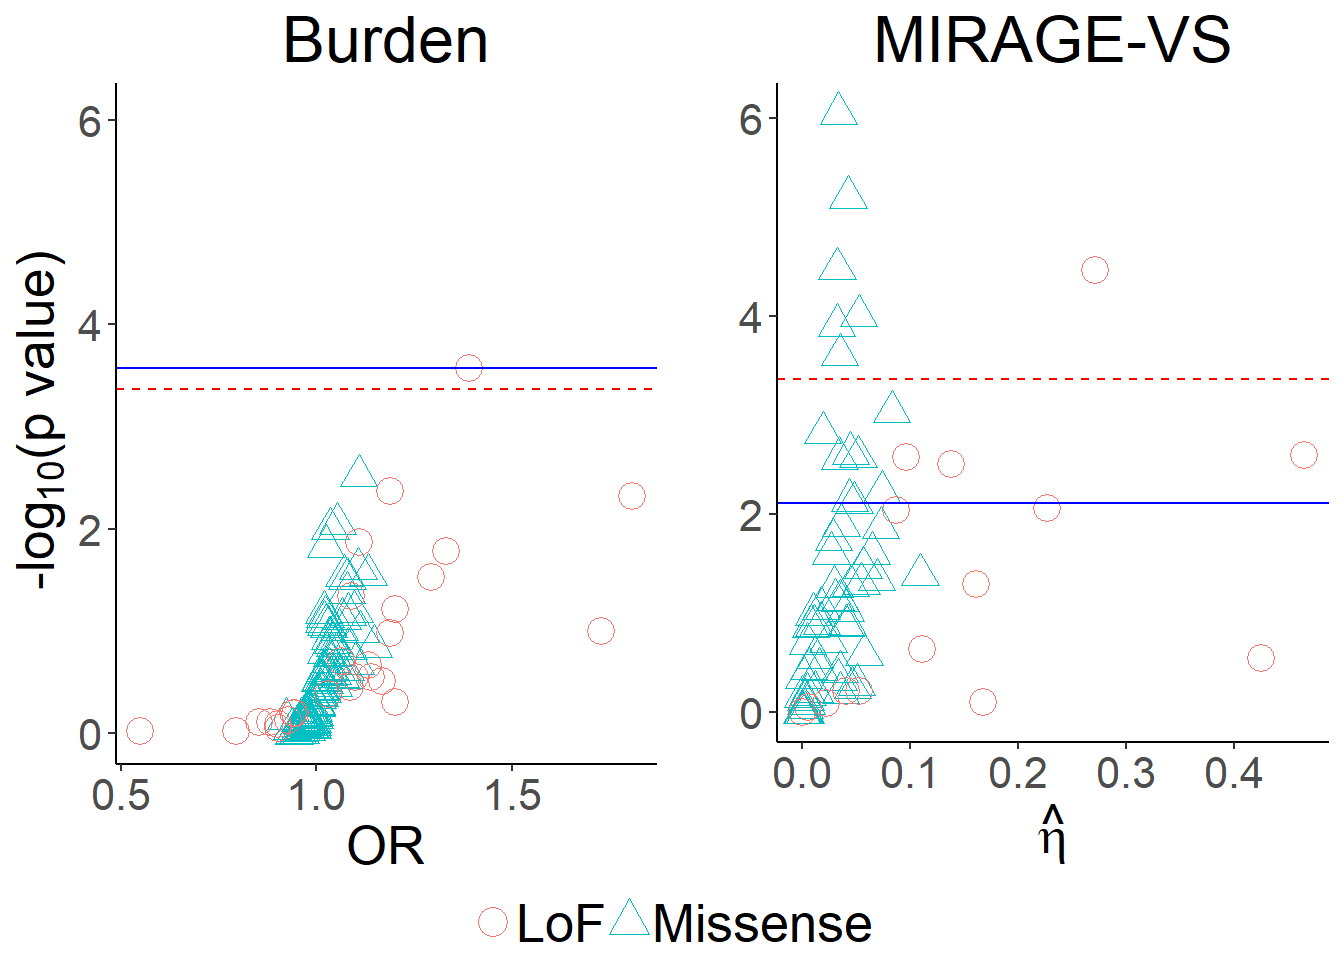 Burden
MIRAGE-VS
-log₁₀(p value)
6
4
2
0
0.5
1.0
1.5
OR
6
4
2
0
0.0
0.1
0.2
0.3
0.4
η̂
LoF
Missense